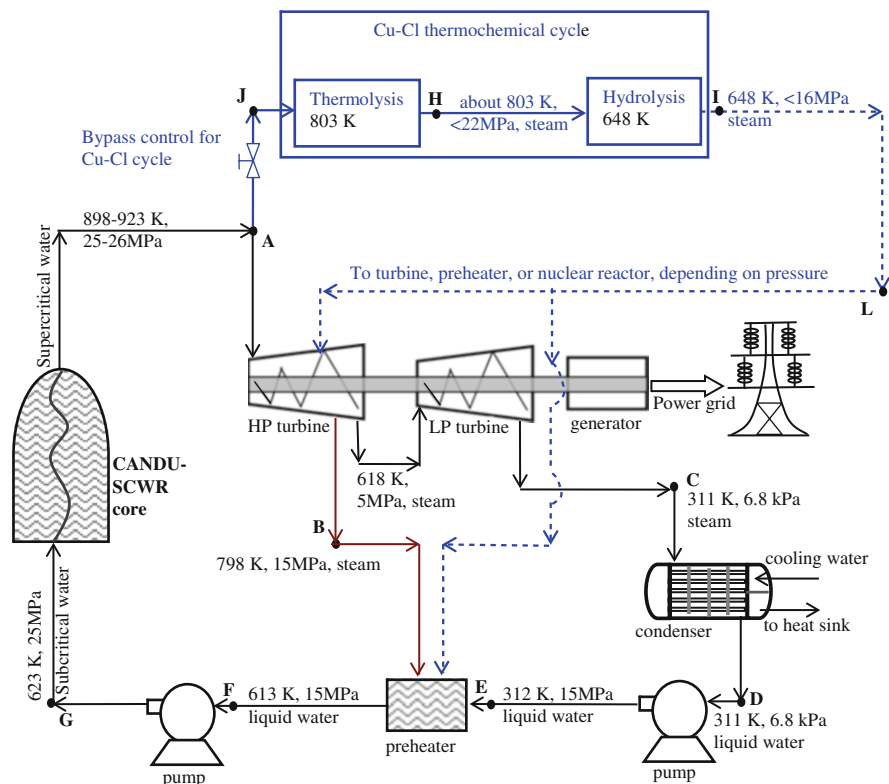 Cu-Cl thermochemical cycle
J
Thermolysis
803 K
H
about 803 K,
<22MPa, steam
Hydrolysis
648 K
I
648 K, <16MPa
steam
Bypass control for
Cu-Cl cycle
898-923 K,
25-26MPa
A
Supercritical water
To turbine, preheater, or nuclear reactor, depending on pressure
L
HP turbine
LP turbine
generator
Power grid
CANDU-
SCWR
core
618 K,
5MPa, steam
C
311 K, 6.8 kPa
steam
B
798 K, 15MPa, steam
cooling water
condenser
to heat sink
623 K, 25MPa
Subcritical water
G
F
613 K, 15MPa
liquid water
preheater
E
312 K, 15MPa
liquid water
D
311 K, 6.8 kPa
liquid water
pump
pump